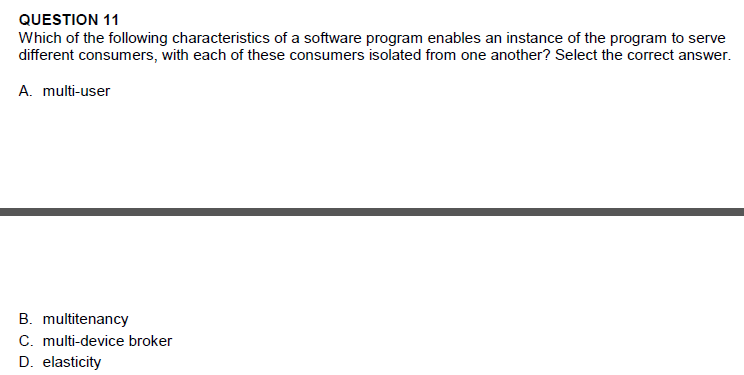 QUESTION 11
Which of the following characteristics of a software program enables an instance of the program to serve
different consumers, with each of these consumers isolated from one another? Select the correct answer.
A. multi-user
B. multitenancy
C. multi-device broker
D. elasticity